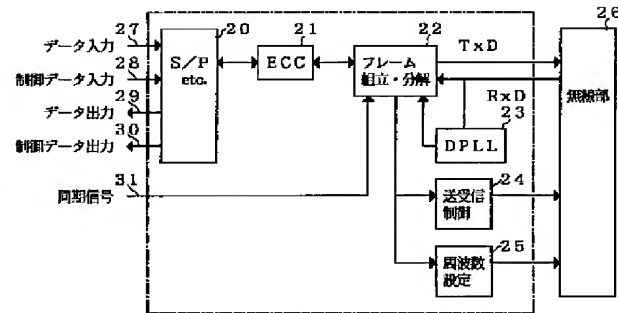 データ入力
27
制御データ入力
28
データ出力
29
制御データ出力
30
同期信号
31
20
S/P
etc.
21
ECC
22
フレーム
組立・分解
TxD
RxD
23
DPLL
24
送受信
制御
25
周波数
設定
26
無線部